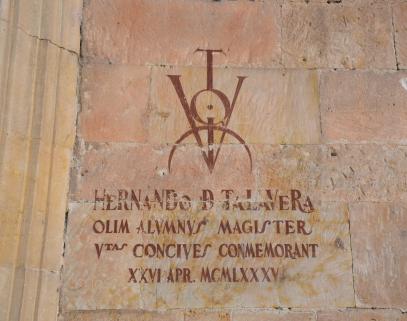 HERNANDO D TALAVERA
OLIM ALVMNVS MAGISTER
VTAS CONCIVES CONMEMORANT
XXVI APR. MCMLXXXV